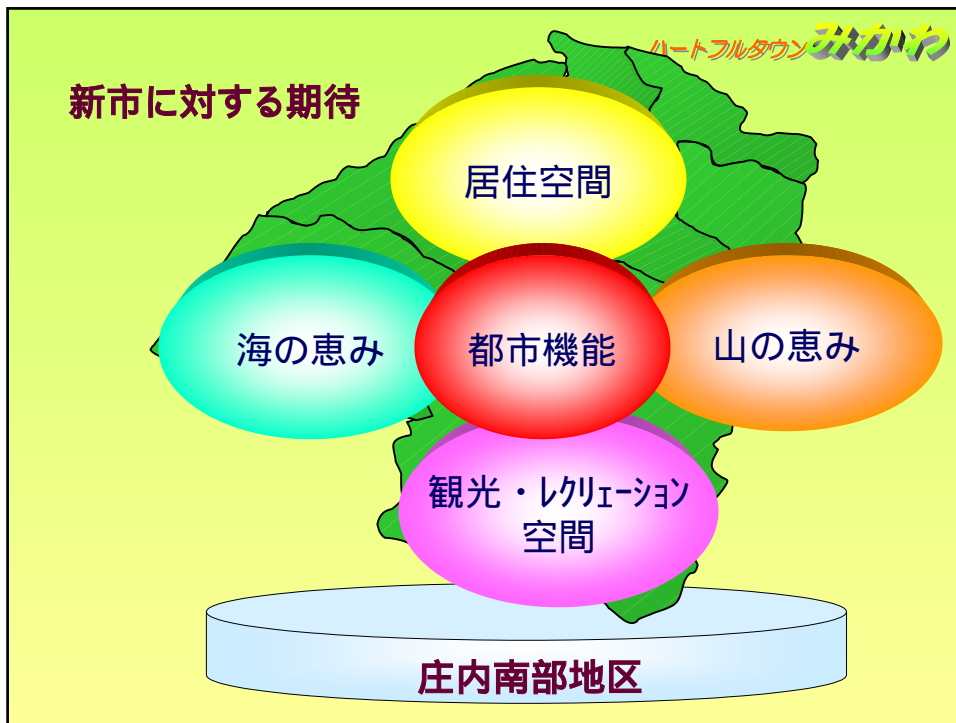 ハートフルタウン みかわ
新市に対する期待
居住空間
海の恵み
都市機能
山の恵み
観光・ﾚｸﾘｴｰｼｮﾝ
空間
庄内南部地区